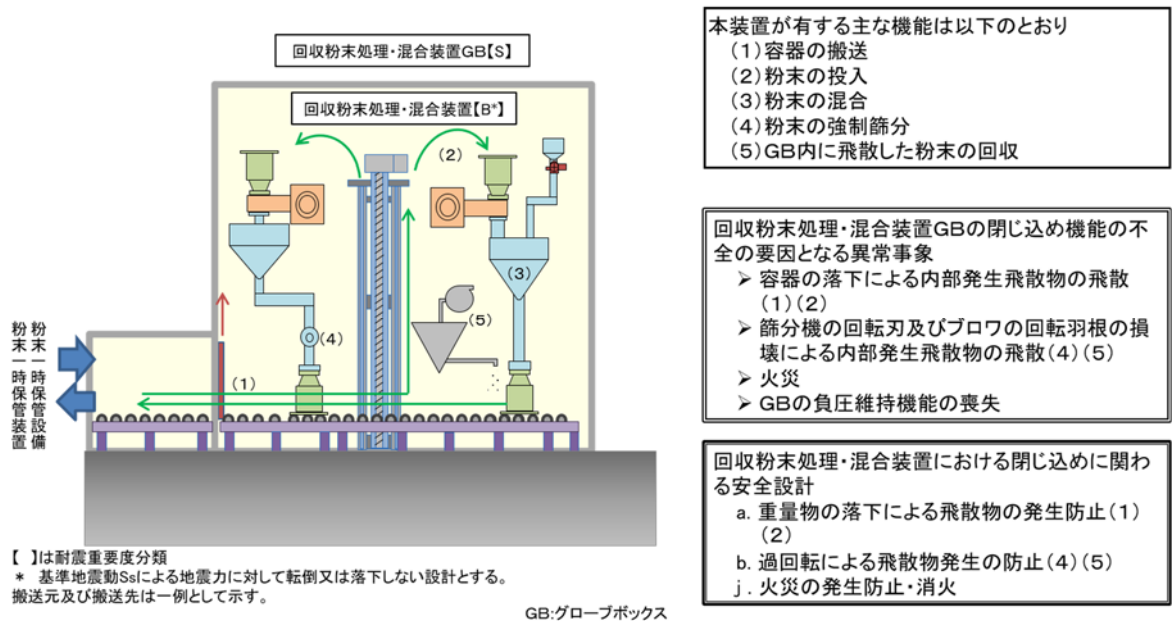 回収粉末処理・混合装置GB【S】
回収粉末処理・混合装置【B*】
(2)
(3)
(5)
(4)
(1)
粉末一時保管設備
粉末一時保管装置
【 】は耐震重要度分類
* 基準地震動Ssによる地震力に対して転倒又は落下しない設計とする。
搬送元及び搬送先は一例として示す。
GB:グローブボックス
本装置が有する主な機能は以下のとおり
(1)容器の搬送
(2)粉末の投入
(3)粉末の混合
(4)粉末の強制篩分
(5)GB内に飛散した粉末の回収
回収粉末処理・混合装置GBの閉じ込め機能の不
全の要因となる異常事象
➢ 容器の落下による内部発生飛散物の飛散
(1)(2)
➢ 篩分機の回転刃及びブロワの回転羽根の損
壊による内部発生飛散物の飛散(4)(5)
➢ 火災
➢ GBの負圧維持機能の喪失
回収粉末処理・混合装置における閉じ込めに関わ
る安全設計
a. 重量物の落下による飛散物の発生防止(1)
(2)
b. 過回転による飛散物発生の防止(4)(5)
j. 火災の発生防止・消火